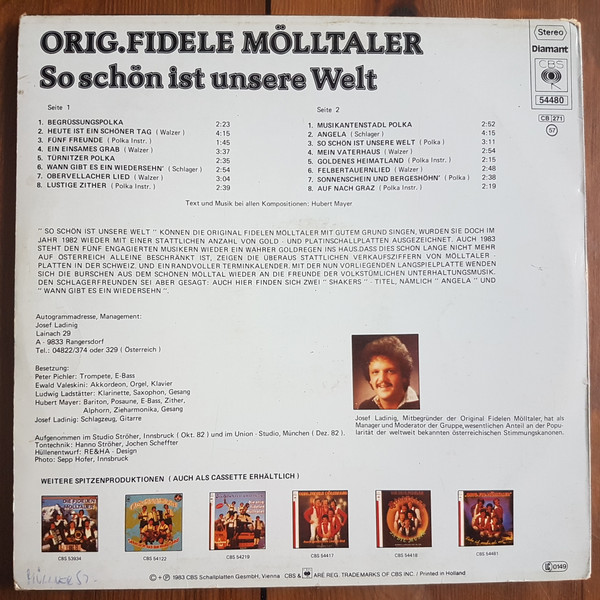 ORIG.FIDELE MÖLLTALER
So schön ist unsere Welt
Stereo
Diamant
CBS
54480
CB 271
57
Seite 1
1. BEGRÜSSUNGSPOLKA 2:23
2. HEUTE IST EIN SCHÖNER TAG ( Walzer ) 4:15
3. FÜNF FREUNDE ( Polka Instr. ) 1:45
4. EIN EINSAMES GRAB ( Walzer ) 3:37
5. TÜRNITZER POLKA 2:35
6. WANN GIBT ES EIN WIEDERSEHN' ( Schlager ) 2:54
7. OBERVELLACHER LIED ( Walzer ) 3:04
8. LUSTIGE ZITHER ( Polka Instr. ) 2:39
Seite 2
1. MUSIKANTENSTADL POLKA 2:52
2. ANGELA ( Schlager ) 4:15
3. SO SCHÖN IST UNSERE WELT ( Polka ) 3:11
4. MEIN VATERHAUS ( Walzer ) 2:54
5. GOLDENES HEIMATLAND ( Polka Instr. ) 2:15
6. FELBERTAUERNLIED ( Walzer ) 2:48
7. SONNENSCHEIN UND BERGESHÖHN' ( Polka ) 2:38
8. AUF NACH GRAZ ( Polka Instr. ) 2:19
Text und Musik bei allen Kompositionen: Hubert Mayer
" SO SCHÖN IST UNSERE WELT " KÖNNEN DIE ORIGINAL FIDELEN MÖLLTALER MIT GUTEM GRUND SINGEN, WURDEN SIE DOCH IM
JAHR 1982 WIEDER MIT EINER STATTLICHEN ANZAHL VON GOLD - UND PLATINSCHALLPLATTEN AUSGEZEICHNET. AUCH 1983
STEHT DEN FÜNF ENGAGIERTEN MUSIKERN WIEDER EIN WAHRER GOLDREGEN INS HAUS.DASS DIES SCHON LANGE NICHT MEHR
AUF ÖSTERREICH ALLEINE BESCHRÄNKT IST, ZEIGEN DIE ÜBERAUS STATTLICHEN VERKAUFSZIFFERN VON MÖLLTALER -
PLATTEN IN DER SCHWEIZ, UND EIN RANDVOLLER TERMINKALENDER. MIT DER NUN VORLIEGENDEN LANGSPIELPLATTE WENDEN
SICH DIE BURSCHEN AUS DEM SCHÖNEN MÖLLTAL WIEDER AN DIE FREUNDE DER VOLKSTÜMLICHEN UNTERHALTUNGSMUSIK,
DEN SCHLAGERFREUNDEN SEI ABER GESAGT: AUCH HIER FINDEN SICH ZWEI " SHAKERS " - TITEL, NÄMLICH " ANGELA " UND
" WANN GIBT ES EIN WIEDERSEHN ".
Autogrammadresse, Management:
Josef Ladinig
Lainach 29
A - 9833 Rangersdorf
Tel.: 04822/374 oder 329 ( Österreich )
Besetzung:
Peter Pichler: Trompete, E-Bass
Ewald Valeskini: Akkordeon, Orgel, Klavier
Ludwig Ladstätter: Klarinette, Saxophon, Gesang
Hubert Mayer: Bariton, Posaune, E-Bass, Zither,
Alphorn, Zieharmonika, Gesang
Josef Ladinig: Schlagzeug, Gitarre
Josef Ladinig, Mitbegründer der Original Fidelen Mölltaler, hat als
Manager und Moderator der Gruppe,wesentlichen Anteil an der Popu-
larität der weltweit bekannten österreichischen Stimmungskanonen.
Aufgenommen im Studio Ströher, Innsbruck ( Okt. 82 ) und im Union - Studio, München ( Dez. 82 ).
Tontechnik: Hanno Ströher, Jochen Scheffter
Hüllenentwurf: RE&HA - Design
Photo: Sepp Hofer, Innsbruck
WEITERE SPITZENPRODUKTIONEN ( AUCH ALS CASSETTE ERHÄLTLICH )
DIE FIDELEN
MÖLLTALER
CBS 53934
CBS 54122
CBS 54219
CBS 54417
CBS 54418
CBS 54481
© + ℗ 1983 CBS Schallplatten GesmbH, Vienna CBS & ARE REG. TRADEMARKS OF CBS INC. / Printed in Holland.
0149